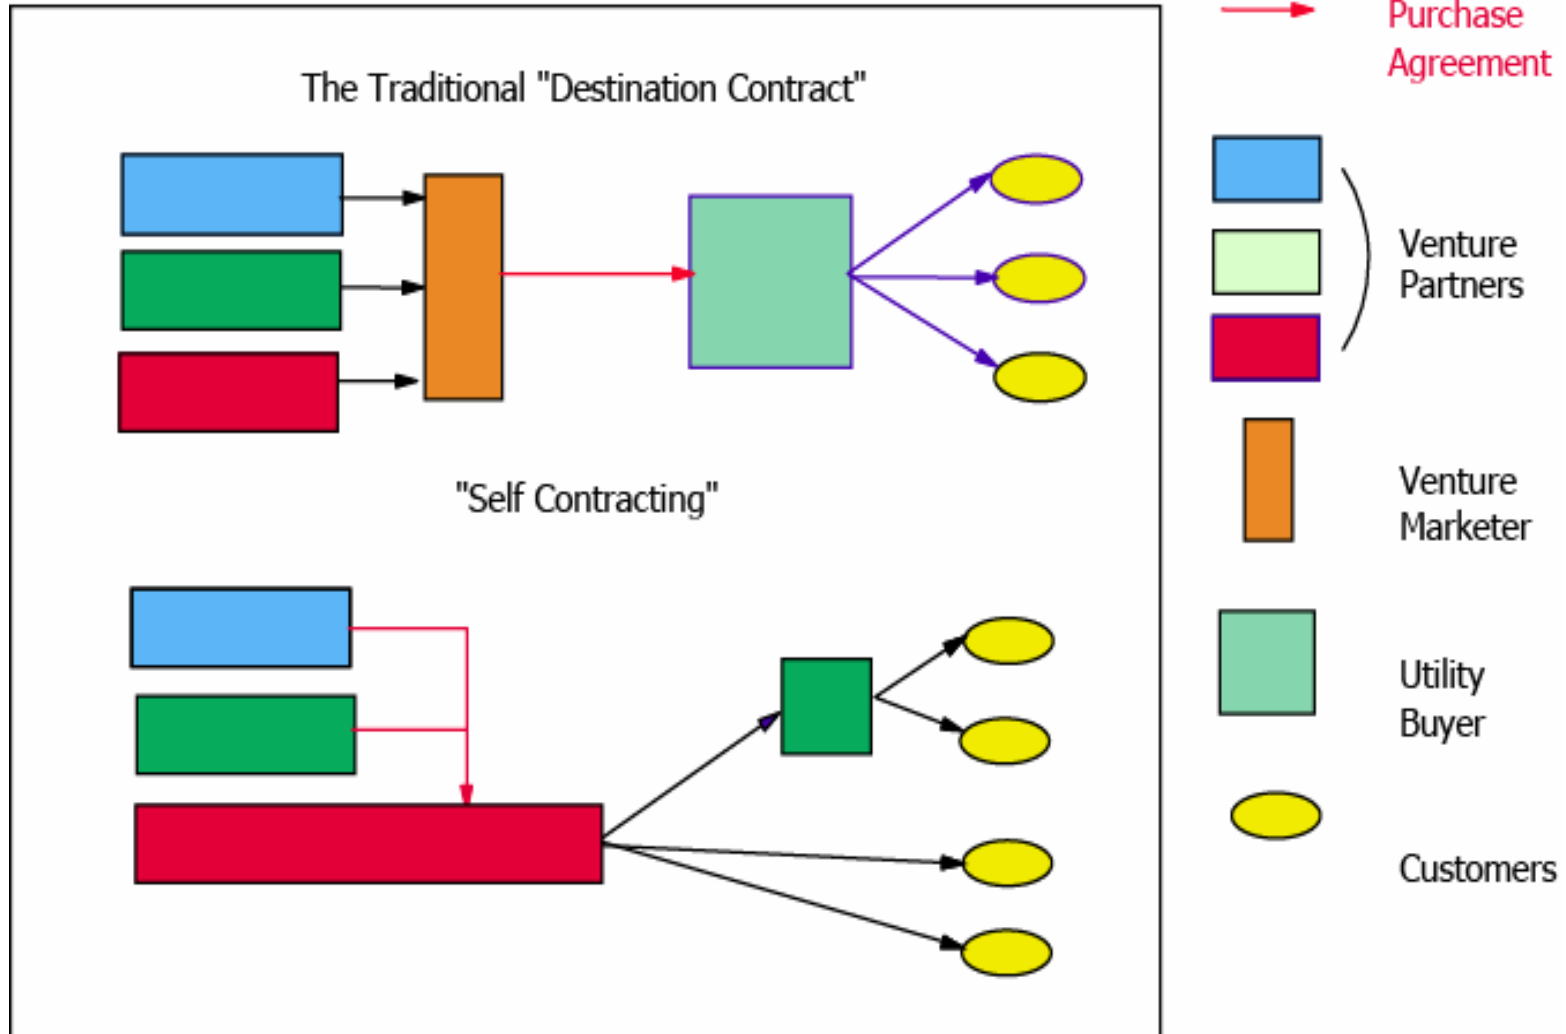 Purchase
Agreement
The Traditional "Destination Contract"
Venture
Partners
"Self Contracting"
Venture
Marketer
Utility
Buyer
Customers